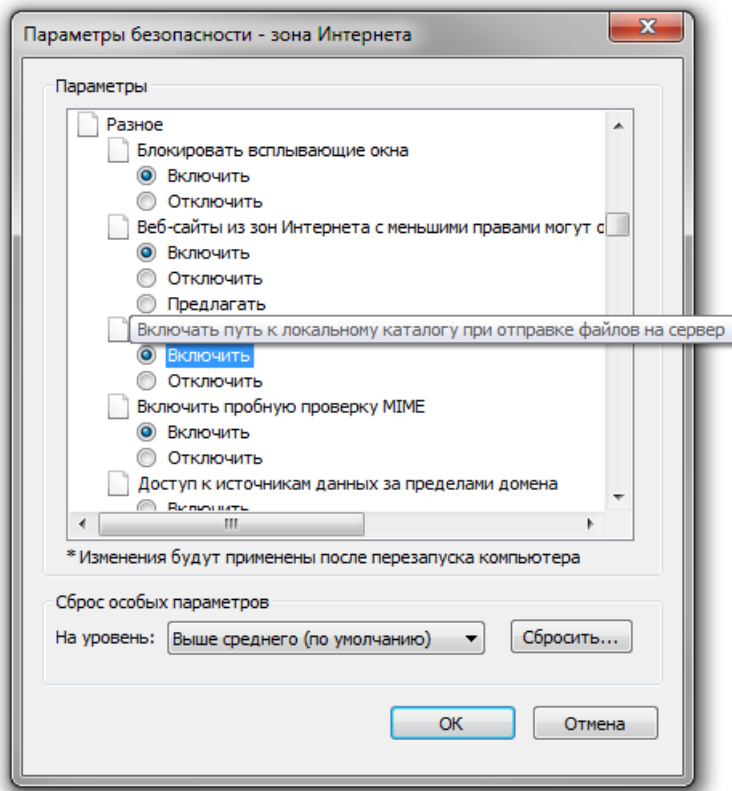 Параметры безопасности - зона Интернета
Параметры
Разное
Блокировать всплывающие окна
Включить
Отключить
Веб-сайты из зон Интернета с меньшими правами могут о
Включить
Отключить
Предлагать
Включать путь к локальному каталогу при отправке файлов на сервер
Включить
Отключить
Включить пробную проверку MIME
Включить
Отключить
Доступ к источникам данных за пределами домена
Включить
* Изменения будут применены после перезапуска компьютера
Сброс особых параметров
На уровень: Выше среднего (по умолчанию) Сбросить...
ОК Отмена